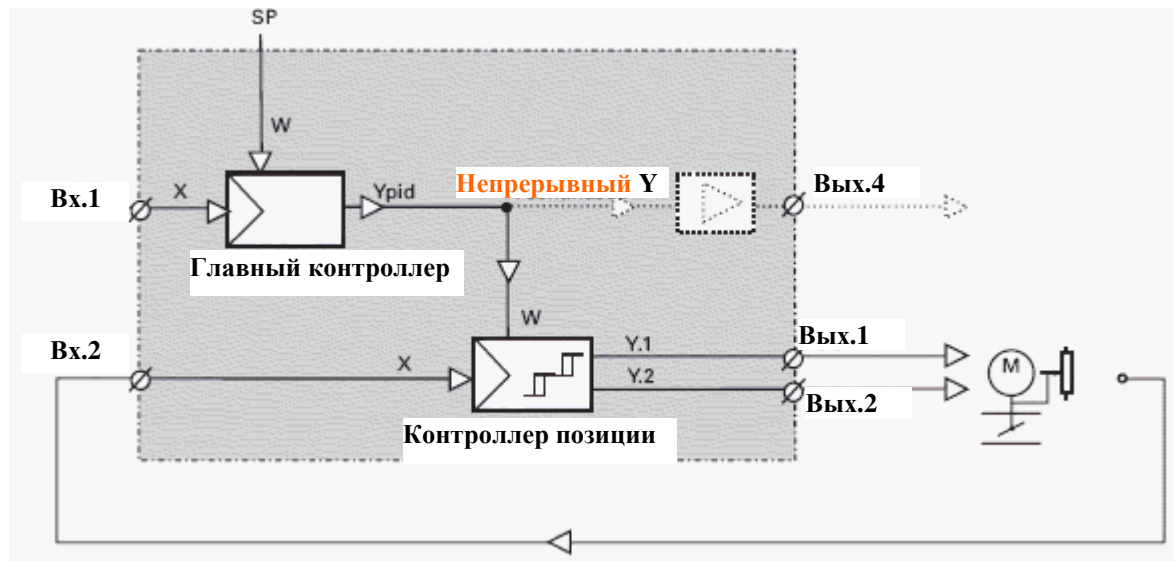 SP
W
Вх.1
X
Ypid
Непрерывный Y
Вых.4
Главный контроллер
W
Вх.2
X
Y.1
Вых.1
Y.2
Вых.2
M
Контроллер позиции